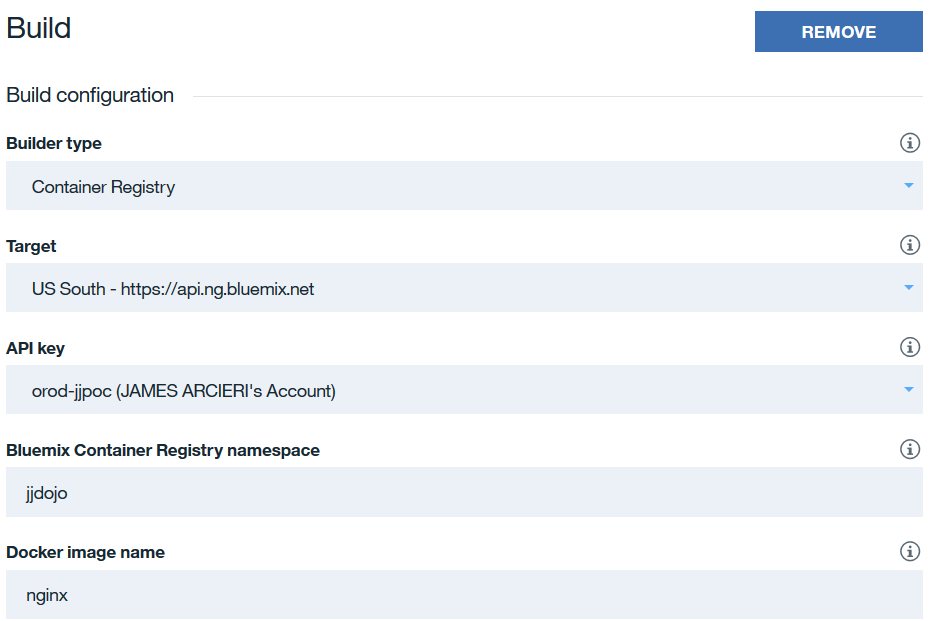 Build
REMOVE
Build configuration
Builder type
Container Registry
Target
US South - https://api.ng.bluemix.net
API key
orod-jjpoc (JAMES ARCIERI's Account)
Bluemix Container Registry namespace
jjdojo
Docker image name
nginx